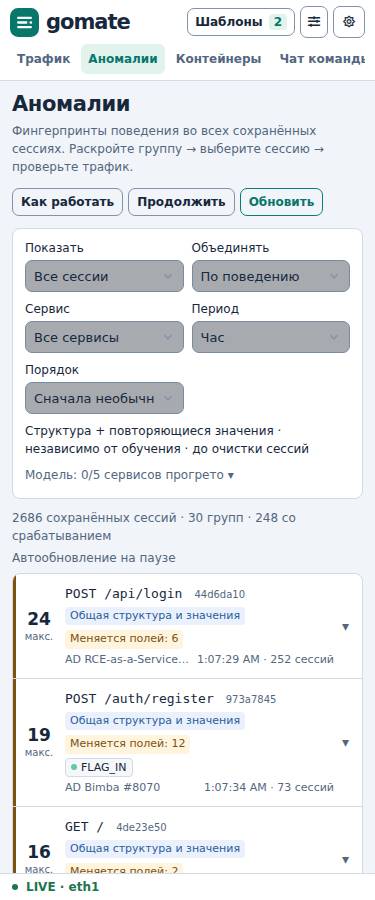 gomate
Шаблоны 2
Трафик Аномалии Контейнеры Чат команды
Аномалии
Фингерпринты поведения во всех сохранённых
сессиях. Раскройте группу → выберите сессию →
проверьте трафик.
Как работать Продолжить Обновить
Показать Объединять
Все сессии По поведению
Сервис Период
Все сервисы Час
Порядок
Сначала необычн
Структура + повторяющиеся значения ·
независимо от обучения · до очистки сессий
Модель: 0/5 сервисов прогрето ▾
2686 сохранённых сессий · 30 групп · 248 со
срабатыванием
Автообновление на паузе
POST /api/login 44d6da10
24
макс.
Общая структура и значения
Меняется полей: 6
AD RCE-as-a-Service… 1:07:29 AM · 252 сессий
▼
POST /auth/register 973a7845
19
макс.
Общая структура и значения
Меняется полей: 12
FLAG_IN
AD Bimba #8070 1:07:34 AM · 73 сессий
▼
GET / 4de23e50
16
макс.
Общая структура и значения
Меняется полей: 2
▼
LIVE · eth1